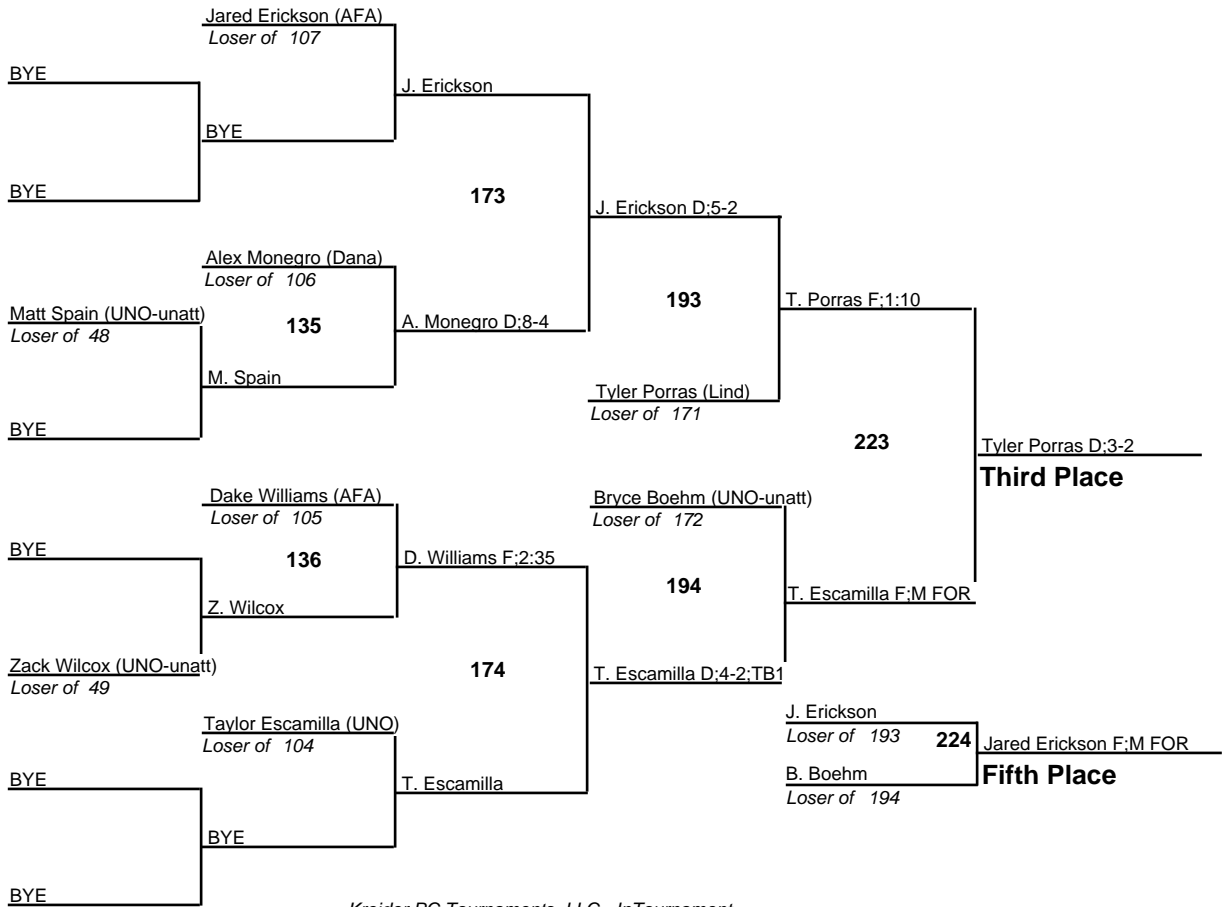 Jared Erickson (AFA)
Loser of 107
BYE
J. Erickson
BYE
BYE
173
J. Erickson D;5-2
Alex Monegro (Dana)
Loser of 106
Matt Spain (UNO-unatt)
Loser of 48
135
A. Monegro D;8-4
193
T. Porras F;1:10
M. Spain
Tyler Porras (Lind)
Loser of 171
BYE
223
Tyler Porras D;3-2
Third Place
Dake Williams (AFA)
Loser of 105
Bryce Boehm (UNO-unatt)
Loser of 172
BYE
136
D. Williams F;2:35
194
Z. Wilcox
T. Escamilla F;M FOR
Zack Wilcox (UNO-unatt)
Loser of 49
174
T. Escamilla D;4-2;TB1
Taylor Escamilla (UNO)
Loser of 104
J. Erickson
Loser of 193
224
Jared Erickson F;M FOR
Fifth Place
BYE
T. Escamilla
B. Boehm
Loser of 194
BYE
BYE